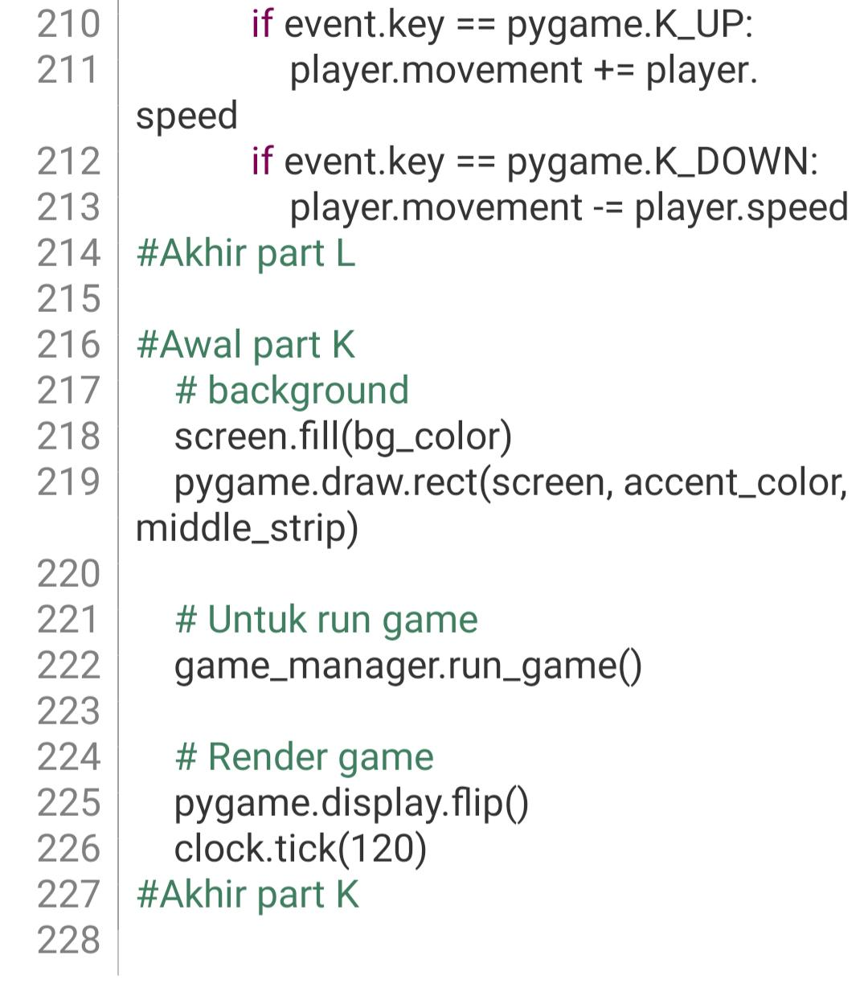 210 if event.key == pygame.K_UP:
211 player.movement += player.
speed
212 if event.key == pygame.K_DOWN:
213 player.movement -= player.speed
214 #Akhir part L
215
216 #Awal part K
217 # background
218 screen.fill(bg_color)
219 pygame.draw.rect(screen, accent_color,
middle_strip)
220
221 # Untuk run game
222 game_manager.run_game()
223
224 # Render game
225 pygame.display.flip()
226 clock.tick(120)
227 #Akhir part K
228